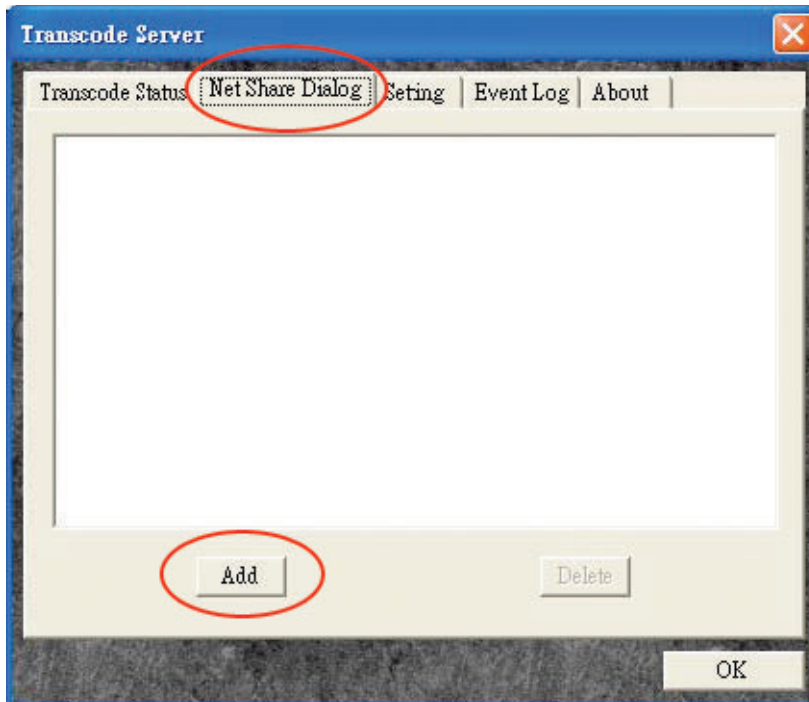 Transcode Server
Transcode Status Net Share Dialog Seting Event Log About
Add Delete
OK